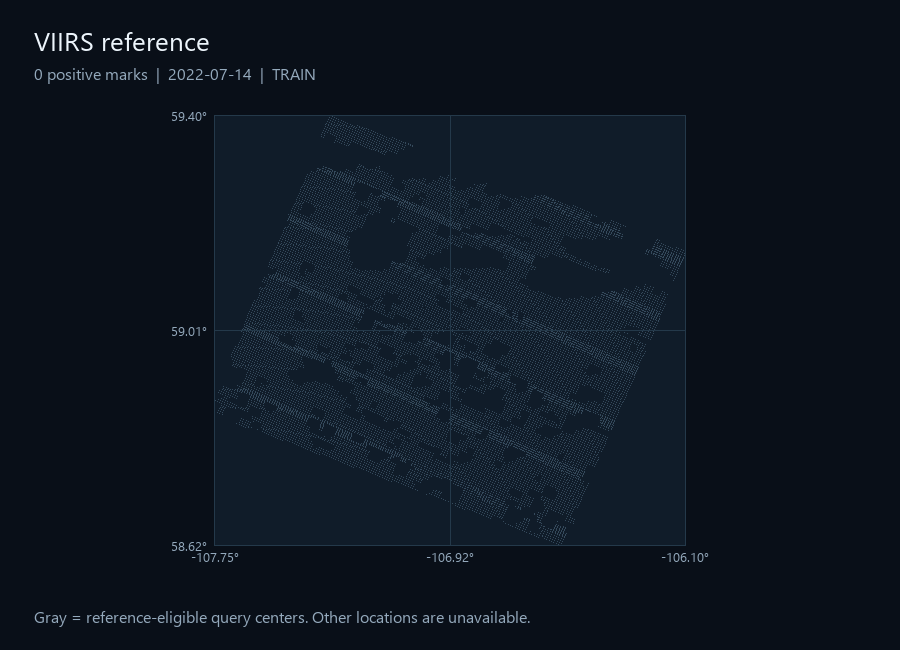 VIIRS reference
0 positive marks | 2022-07-14 | TRAIN
59.40°
59.01°
58.62°
-107.75° -106.92° -106.10°
Gray = reference-eligible query centers. Other locations are unavailable.